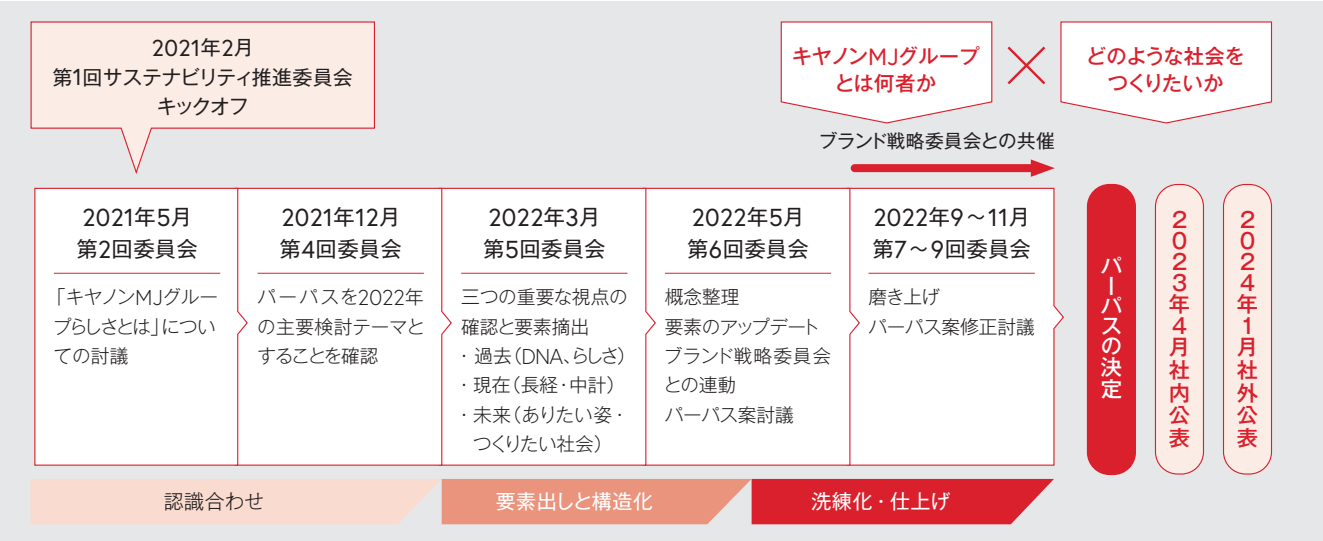 2021年2月
第1回サステナビリティ推進委員会
キックオフ
キヤノンMJグループ
とは何者か
どのような社会を
つくりたいか
ブランド戦略委員会との共催
2021年5月
第2回委員会
「キヤノンMJグルー
プらしさとは」につい
ての討議
2021年12月
第4回委員会
パーパスを2022年
の主要検討テーマと
することを確認
2022年3月
第5回委員会
三つの重要な視点の
確認と要素摘出
・過去（DNA、らしさ）
・現在（長経・中計）
・未来（ありたい姿・
つくりたい社会）
2022年5月
第6回委員会
概念整理
要素のアップデート
ブランド戦略委員会
との連動
パーパス案討議
2022年9～11月
第7～9回委員会
磨き上げ
パーパス案修正討議
パーパスの決定
2023年4月社内公表
2024年1月社外公表
認識合わせ
要素出しと構造化
洗練化・仕上げ